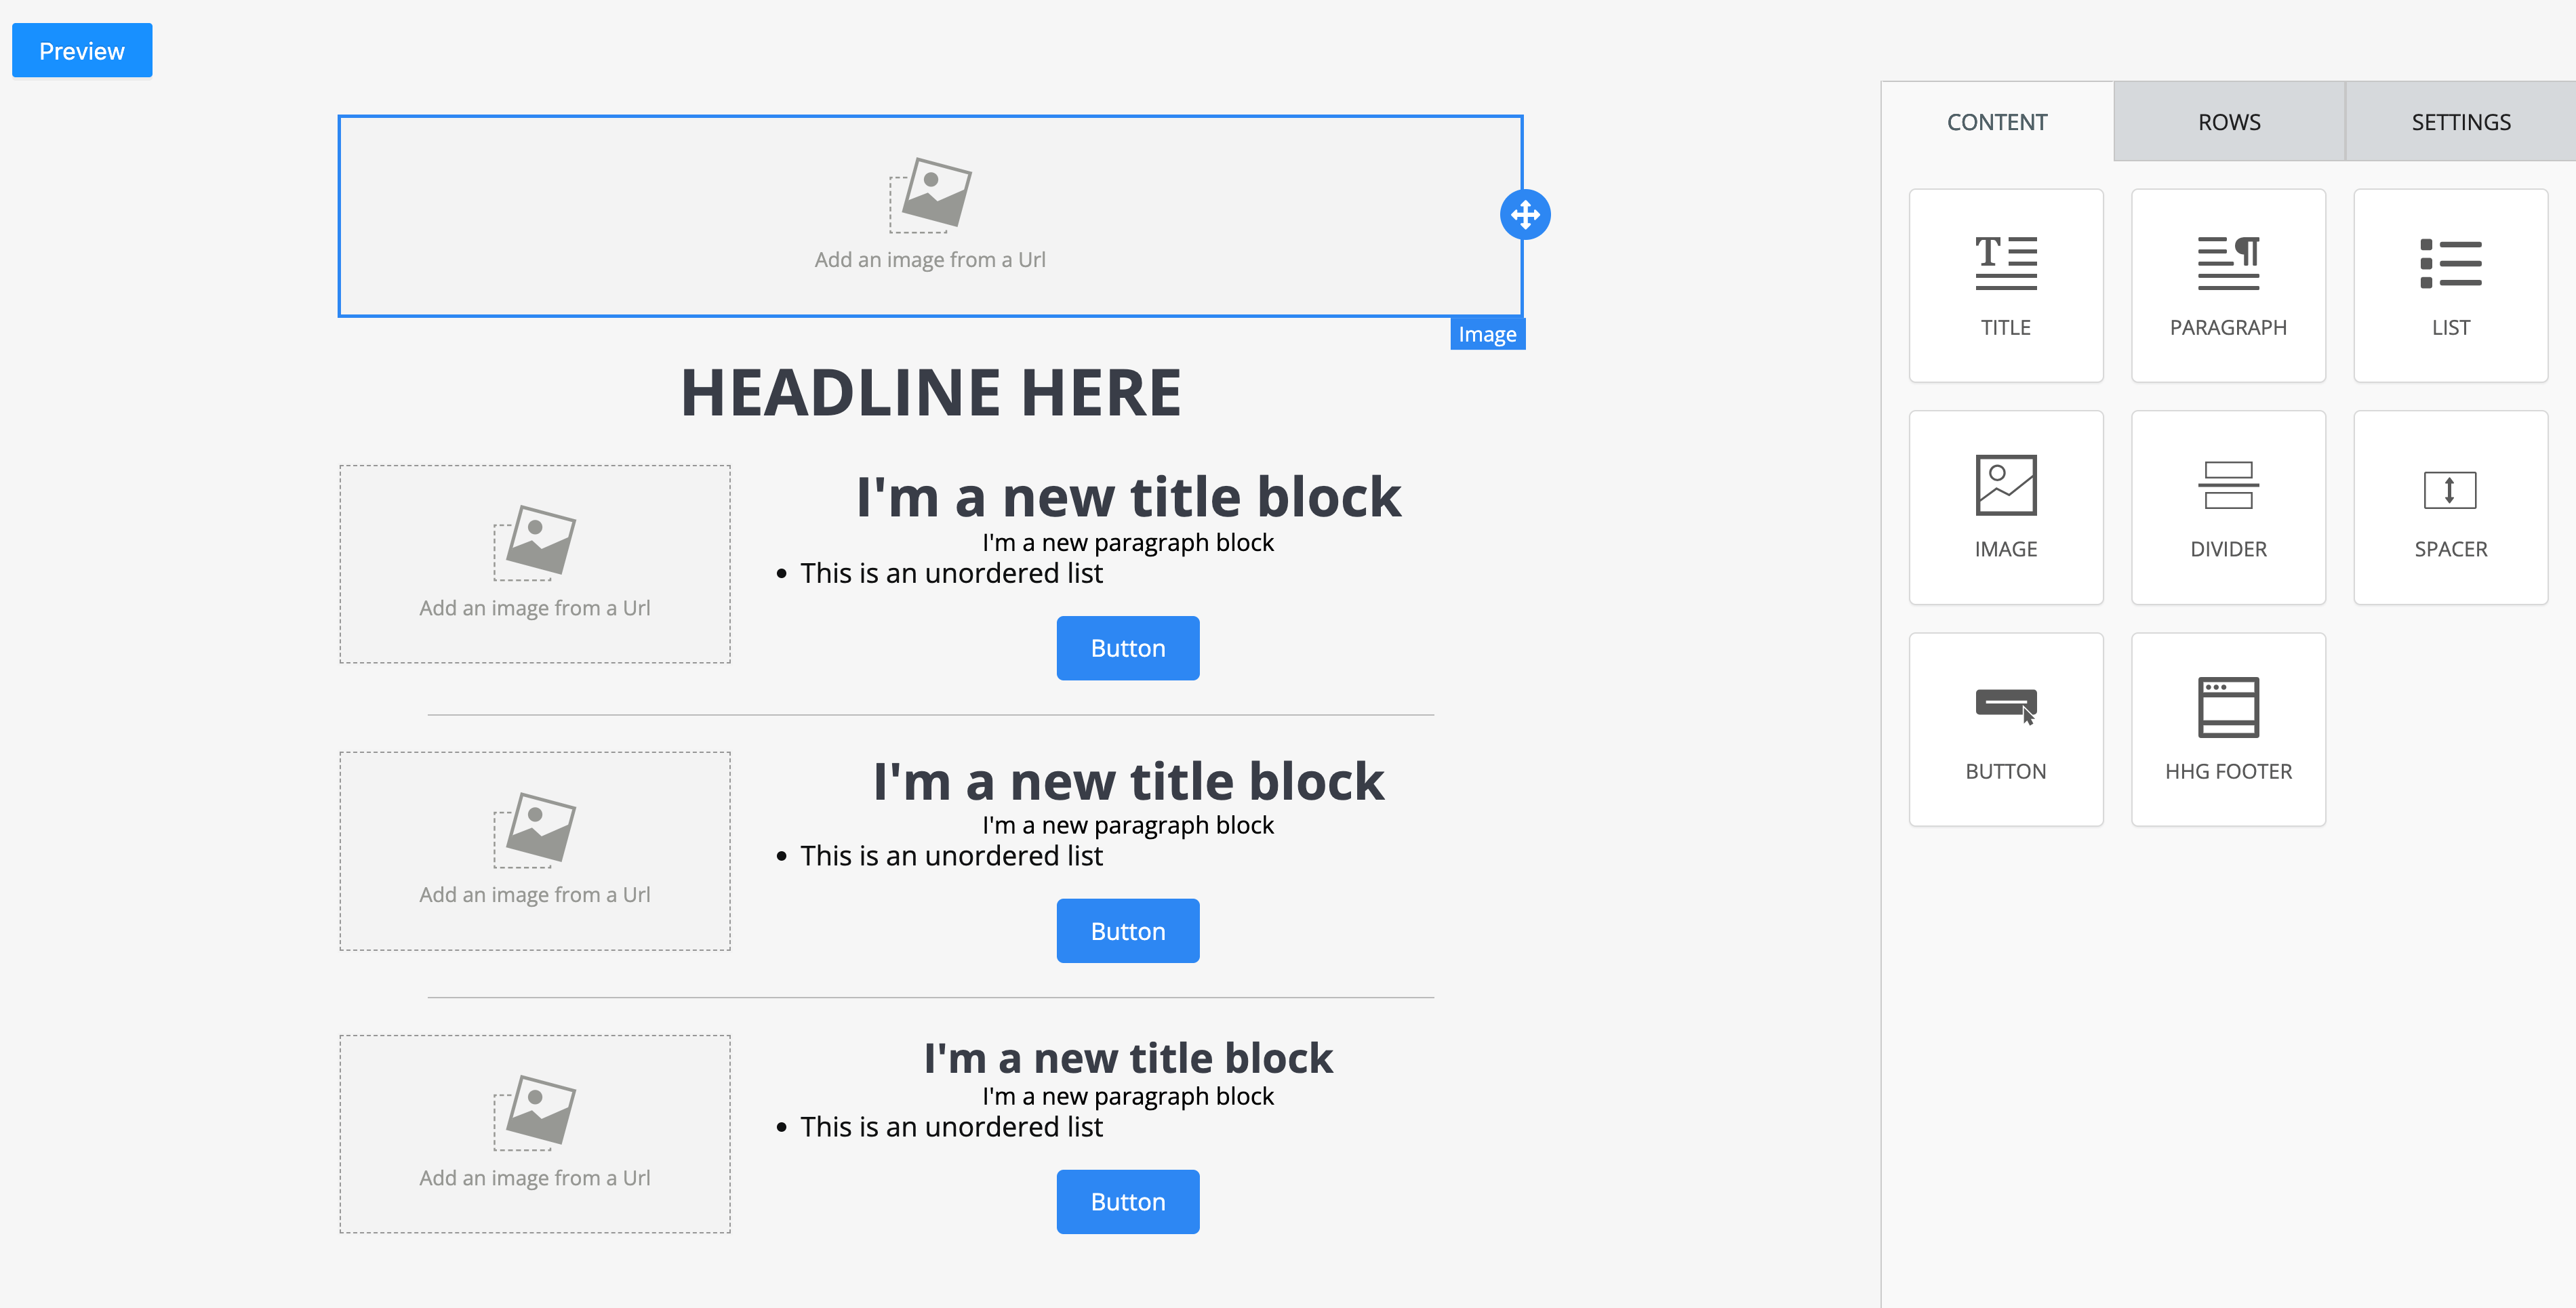 Preview
CONTENT
ROWS
SETTINGS
Add an image from a Url
Image
HEADLINE HERE
I'm a new title block
I'm a new paragraph block
• This is an unordered list
Add an image from a Url
Button
I'm a new title block
I'm a new paragraph block
• This is an unordered list
Add an image from a Url
Button
I'm a new title block
I'm a new paragraph block
• This is an unordered list
Add an image from a Url
Button
TITLE
PARAGRAPH
LIST
IMAGE
DIVIDER
SPACER
BUTTON
HHG FOOTER